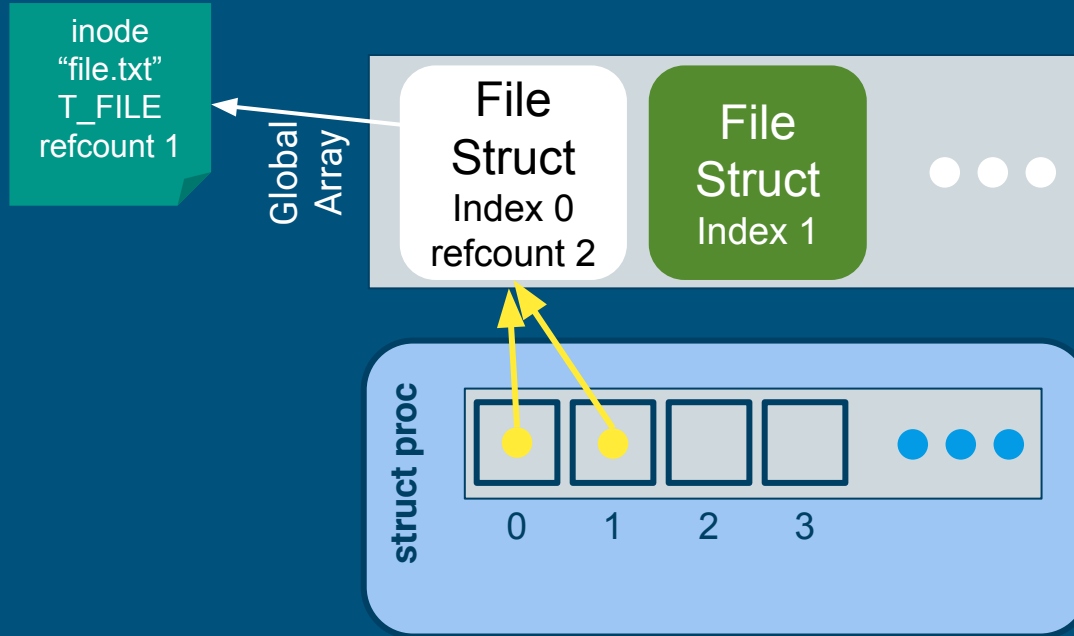 inode
“file.txt”
T_FILE
refcount 1
Global
Array
File
Struct
Index 0
refcount 2
File
Struct
Index 1
struct proc
0 1 2 3